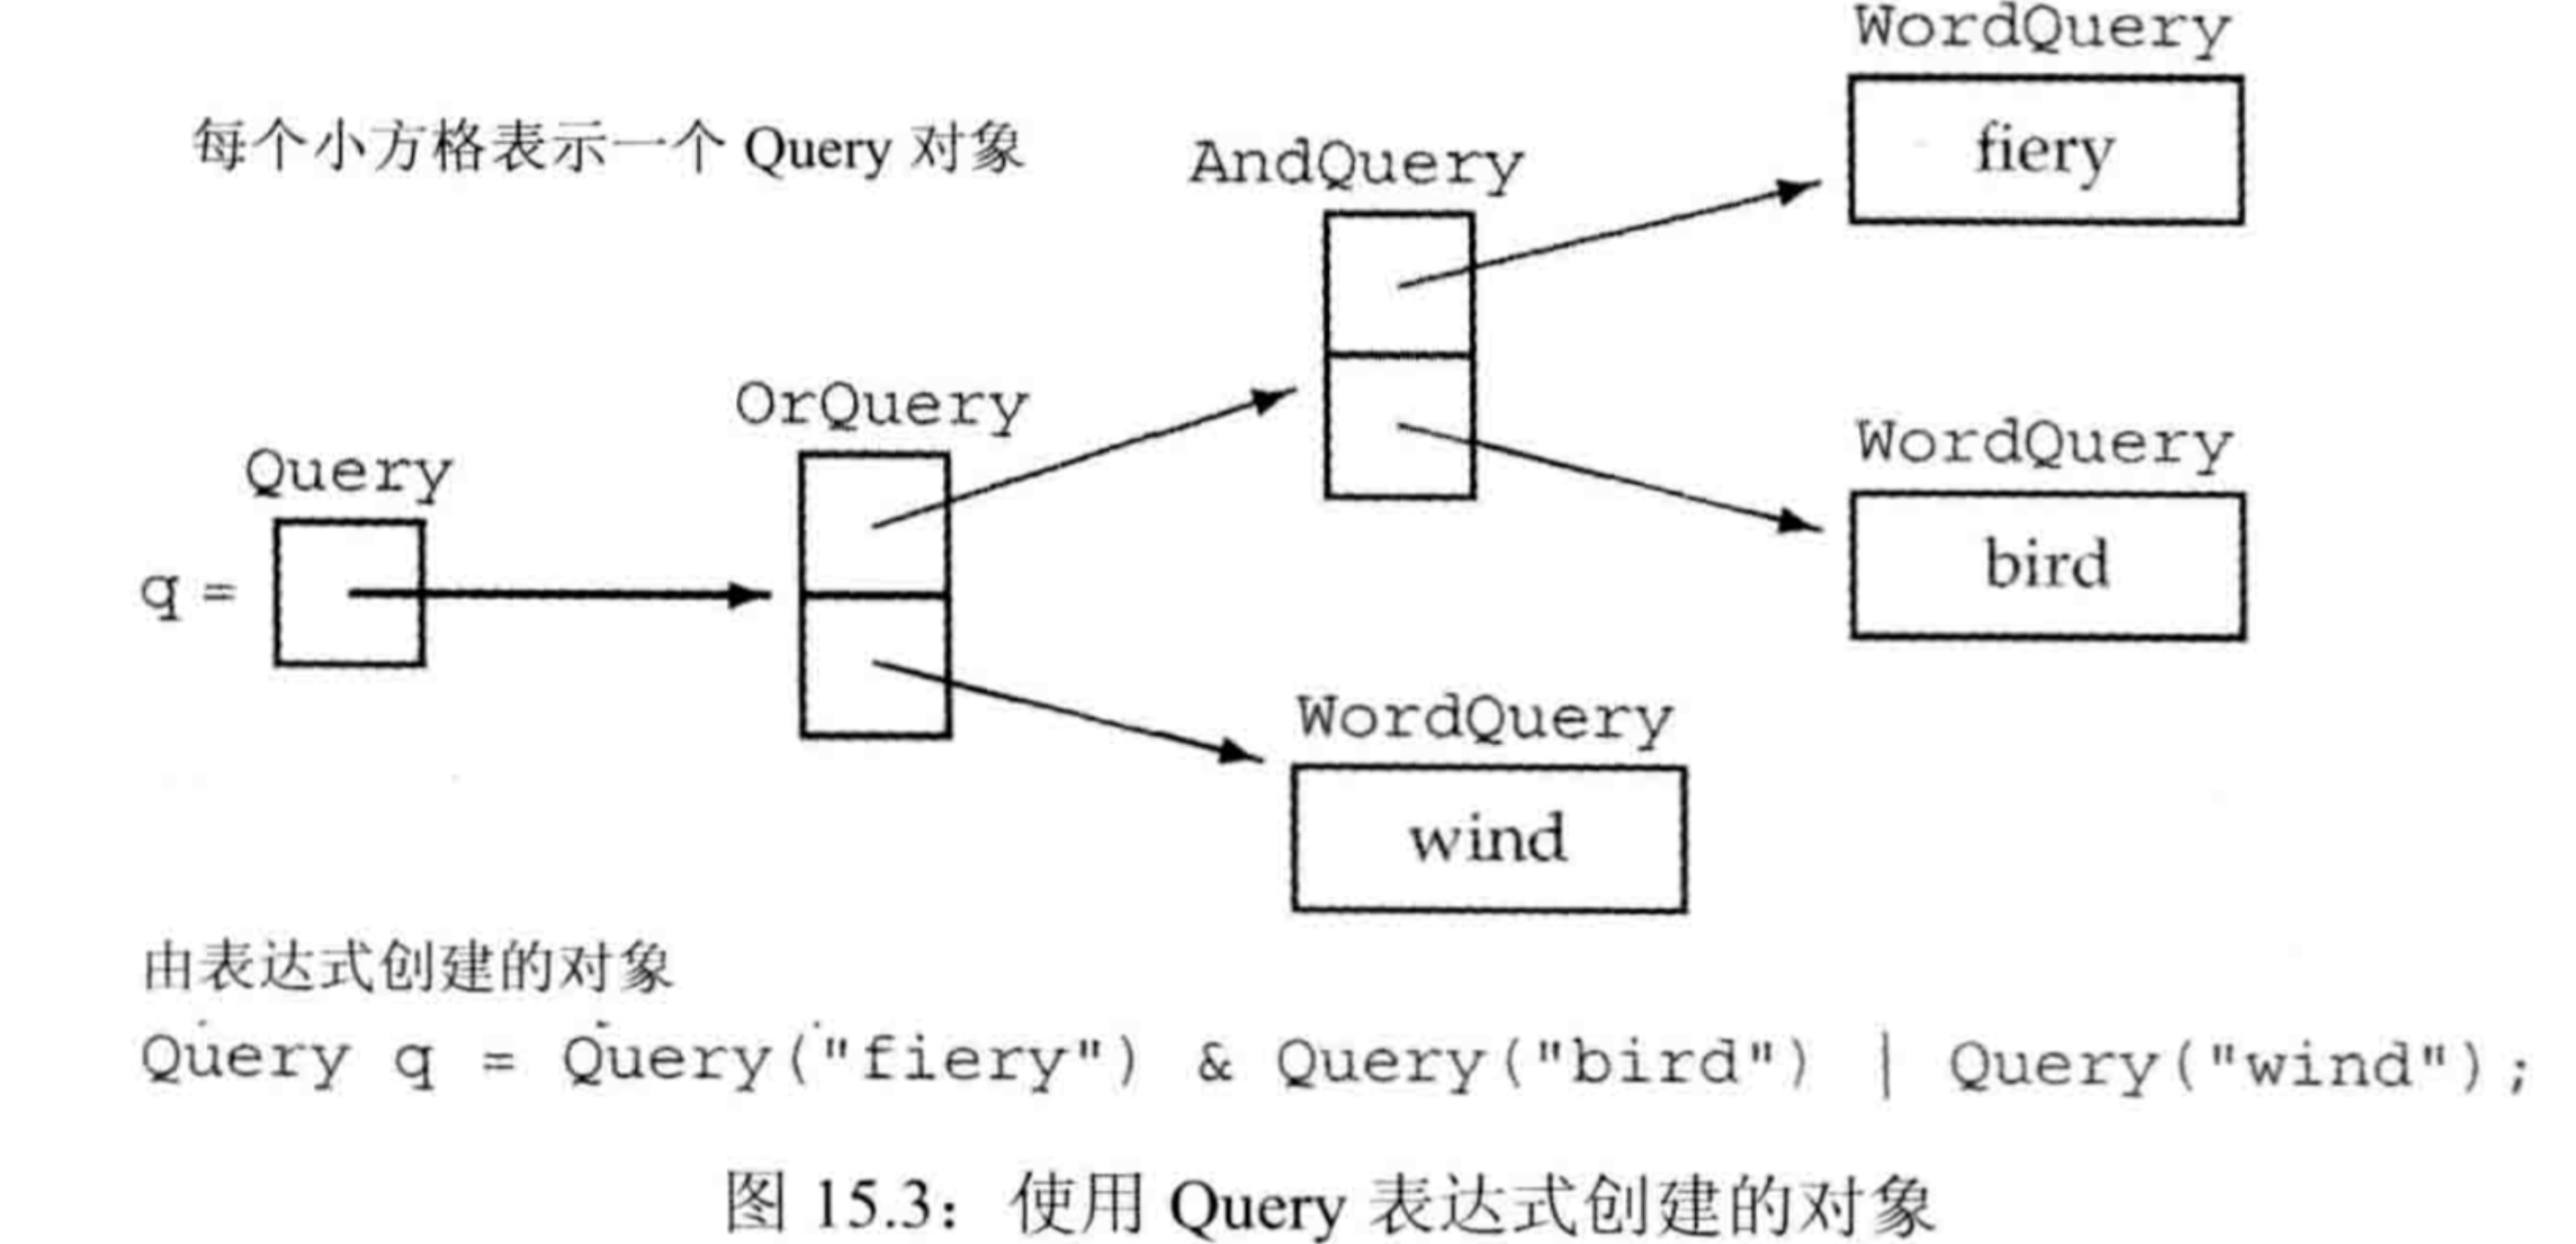 WordQuery
fiery
每个小方格表示一个 Query 对象
AndQuery
OrQuery
Query
WordQuery
bird
q =
WordQuery
wind
由表达式创建的对象
Query q = Query("fiery") & Query("bird") | Query("wind");
图 15.3：使用 Query 表达式创建的对象